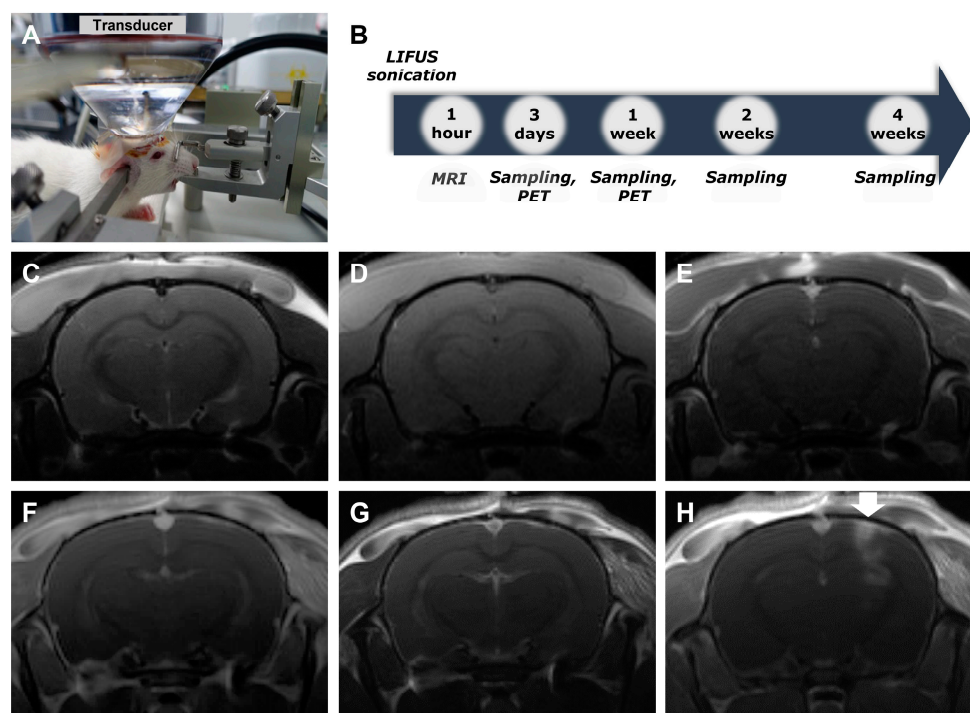 A
Transducer
B
LIFUS
sonication
1
hour
3
days
1
week
2
weeks
4
weeks
MRI
Sampling,
PET
Sampling,
PET
Sampling
Sampling
C
D
E
F
G
H